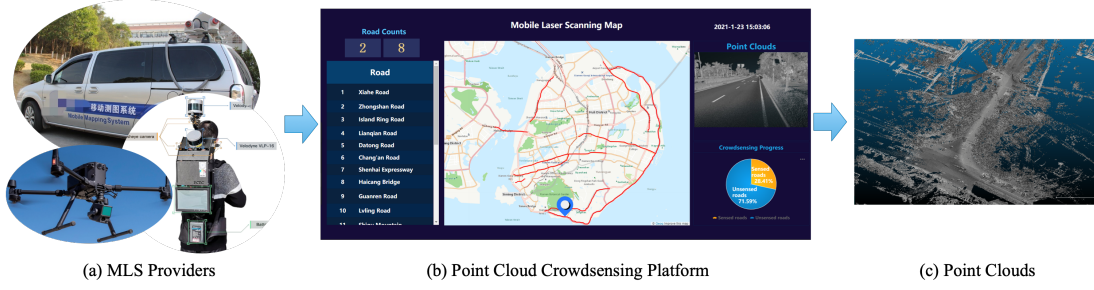 移动测图系统
Mobile Mapping System
Velodyne VLP-16
Mobile Laser Scanning Map
2021-1-23 15:03:06
Road Counts
2 8
Road
1 Xiahe Road
2 Zhongshan Road
3 Island Ring Road
4 Lianqian Road
5 Datong Road
6 Chang'an Road
7 Shenhai Expressway
8 Haicang Bridge
9 Guanren Road
10 Lvling Road
11
Point Clouds
Crowdsensing Progress
Sensed roads
28.41%
Unsensed roads
71.59%
Sensed roads Unsensed roads
(a) MLS Providers
(b) Point Cloud Crowdsensing Platform
(c) Point Clouds